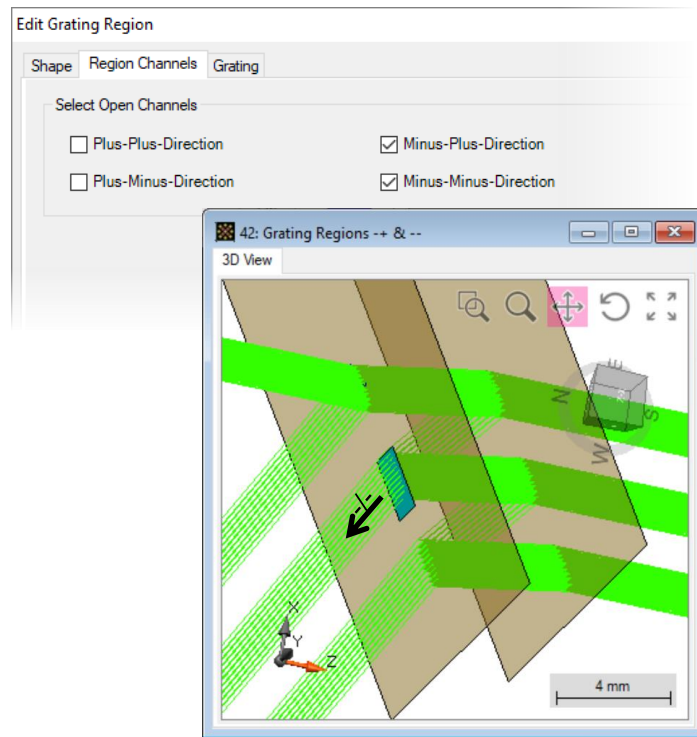 Edit Grating Region
Shape Region Channels Grating
Select Open Channels
Plus-Plus-Direction Minus-Plus-Direction
Plus-Minus-Direction Minus-Minus-Direction
42: Grating Regions -+ & --
3D View
E
N
S
W
-/-
X
Y
Z
4 mm